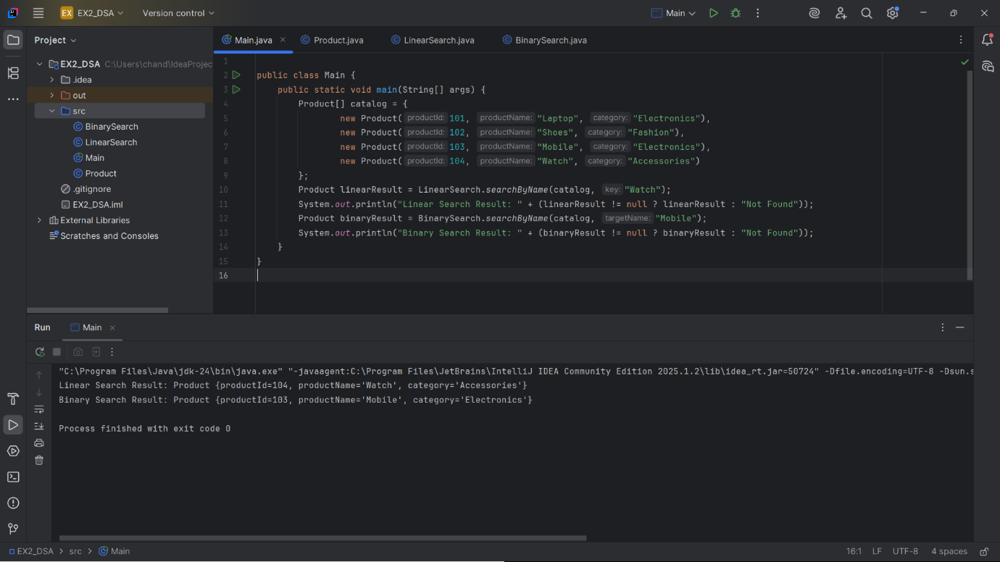 EX EX2_DSA Version control Main
Project
Main.java Product.java LinearSearch.java BinarySearch.java
EX2_DSA C:\Users\chand\IdeaProjec
.idea
out
src
BinarySearch
LinearSearch
Main
Product
.gitignore
EX2_DSA.iml
External Libraries
Scratches and Consoles
1
2 public class Main {
3 public static void main(String[] args) {
4 Product[] catalog = {
5 new Product( productId: 101, productName: "Laptop", category: "Electronics"),
6 new Product( productId: 102, productName: "Shoes", category: "Fashion"),
7 new Product( productId: 103, productName: "Mobile", category: "Electronics"),
8 new Product( productId: 104, productName: "Watch", category: "Accessories")
9 };
10 Product linearResult = LinearSearch.searchByName(catalog, key: "Watch");
11 System.out.println("Linear Search Result: " + (linearResult != null ? linearResult : "Not Found"));
12 Product binaryResult = BinarySearch.searchByName(catalog, targetName: "Mobile");
13 System.out.println("Binary Search Result: " + (binaryResult != null ? binaryResult : "Not Found"));
14 }
15 }
16
Run Main
"C:\Program Files\Java\jdk-24\bin\java.exe" "-javaagent:C:\Program Files\JetBrains\IntelliJ IDEA Community Edition 2025.1.2\lib\idea_rt.jar=50724" -Dfile.encoding=UTF-8 -Dsun.s
Linear Search Result: Product {productId=104, productName='Watch', category='Accessories'}
Binary Search Result: Product {productId=103, productName='Mobile', category='Electronics'}
Process finished with exit code 0
EX2_DSA > src > Main 16:1 LF UTF-8 4 spaces